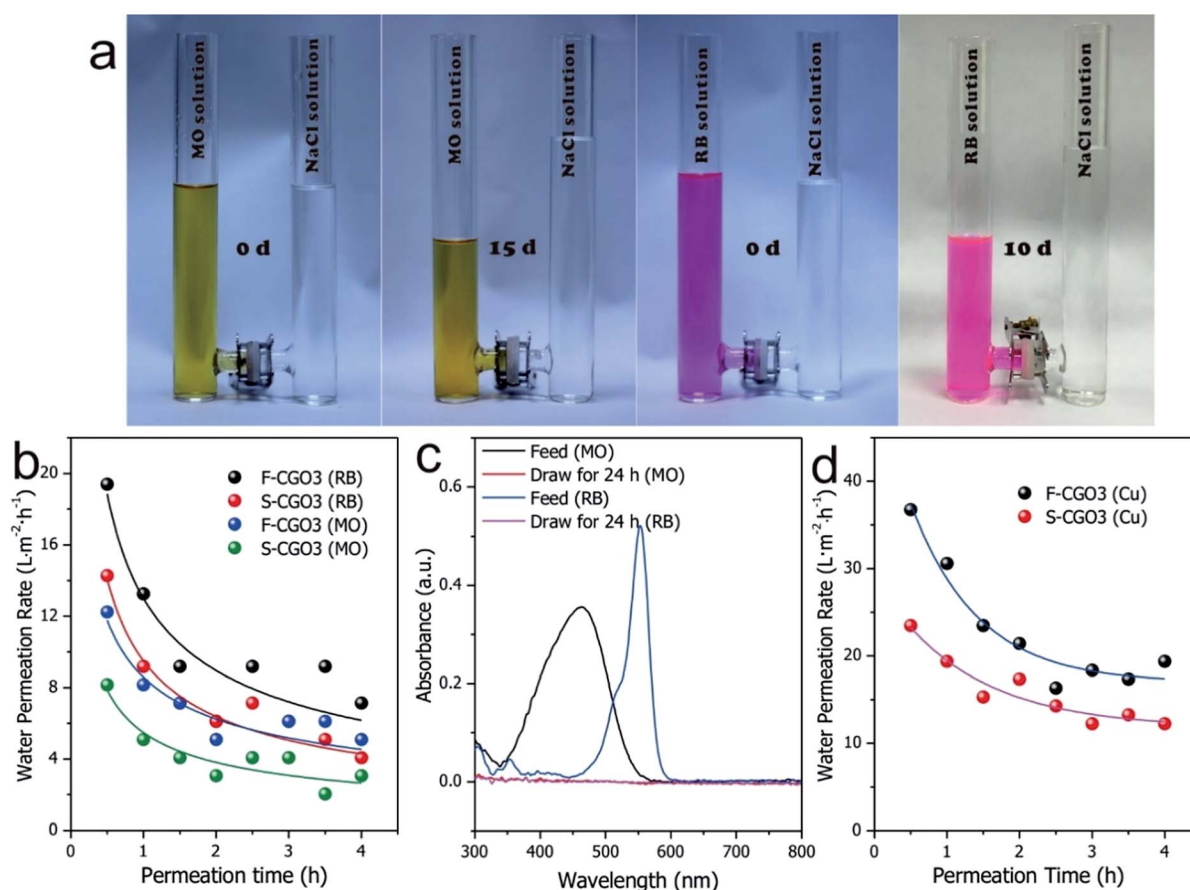 a
MO solution
NaCl solution
0 d
MO solution
NaCl solution
15 d
RB solution
NaCl solution
0 d
RB solution
NaCl solution
10 d
b
Water Permeation Rate (L·m⁻²·h⁻¹)
20
16
12
8
4
0
F-CGO3 (RB)
S-CGO3 (RB)
F-CGO3 (MO)
S-CGO3 (MO)
0 1 2 3 4
Permeation time (h)
c
Absorbance (a.u.)
0.6
0.4
0.2
0.0
Feed (MO)
Draw for 24 h (MO)
Feed (RB)
Draw for 24 h (RB)
300 400 500 600 700 800
Wavelength (nm)
d
Water Permeation Rate (L·m⁻²·h⁻¹)
40
30
20
10
0
F-CGO3 (Cu)
S-CGO3 (Cu)
0 1 2 3 4
Permeation Time (h)